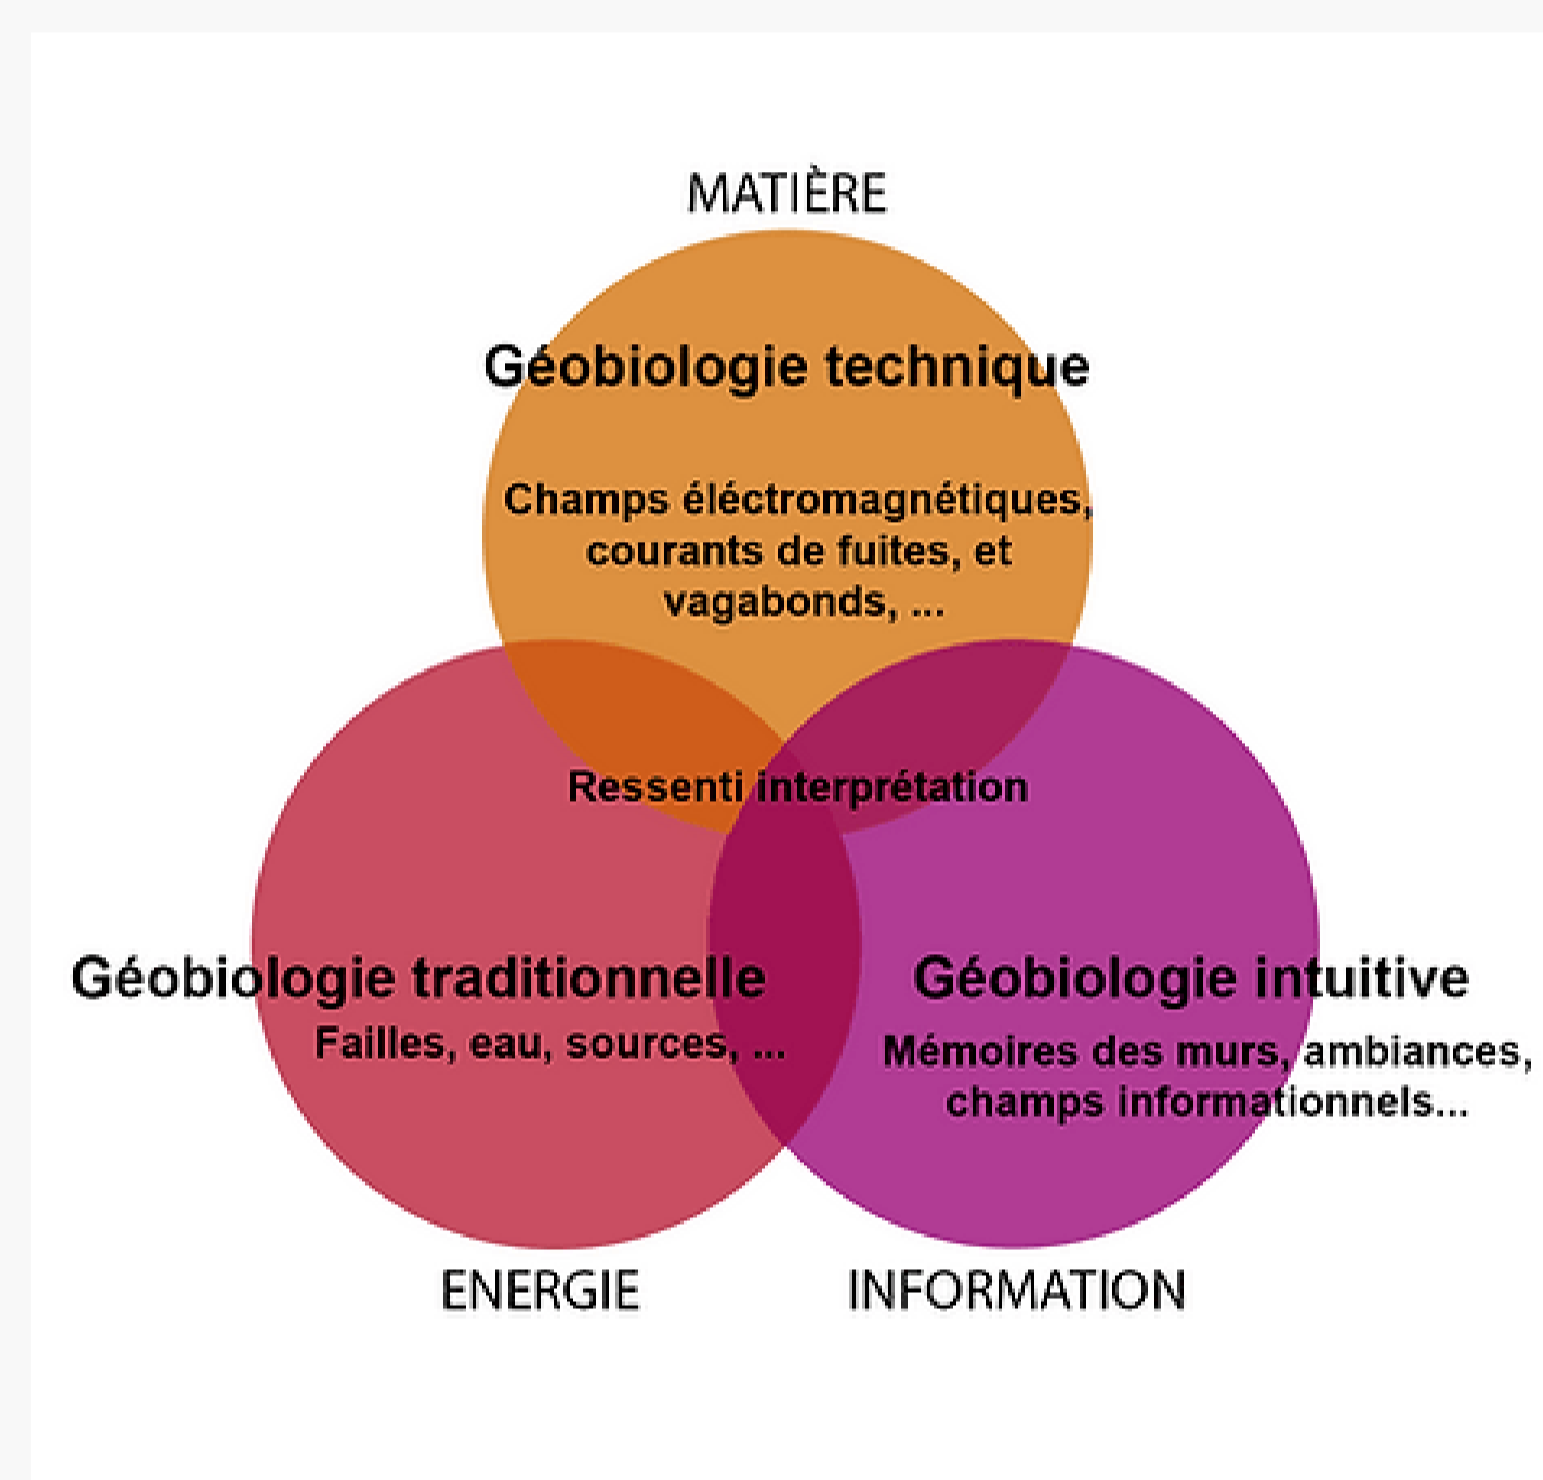 MATIÈRE
Géobiologie technique
Champs éléctromagnétiques,
courants de fuites, et
vagabonds, ...
Ressenti interprétation
Géobiologie traditionnelle
Failles, eau, sources, ...
Géobiologie intuitive
Mémoires des murs, ambiances,
champs informationnels...
ENERGIE
INFORMATION